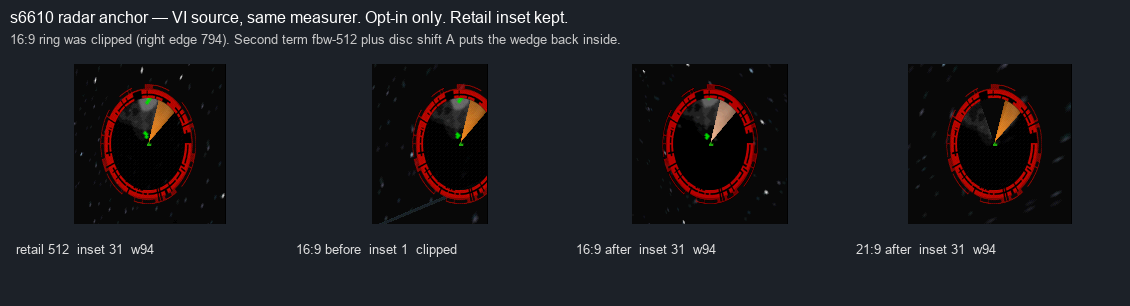 s6610 radar anchor — VI source, same measurer. Opt-in only. Retail inset kept.
16:9 ring was clipped (right edge 794). Second term fbw-512 plus disc shift A puts the wedge back inside.
retail 512  inset 31  w94
16:9 before  inset 1  clipped
16:9 after  inset 31  w94
21:9 after  inset 31  w94